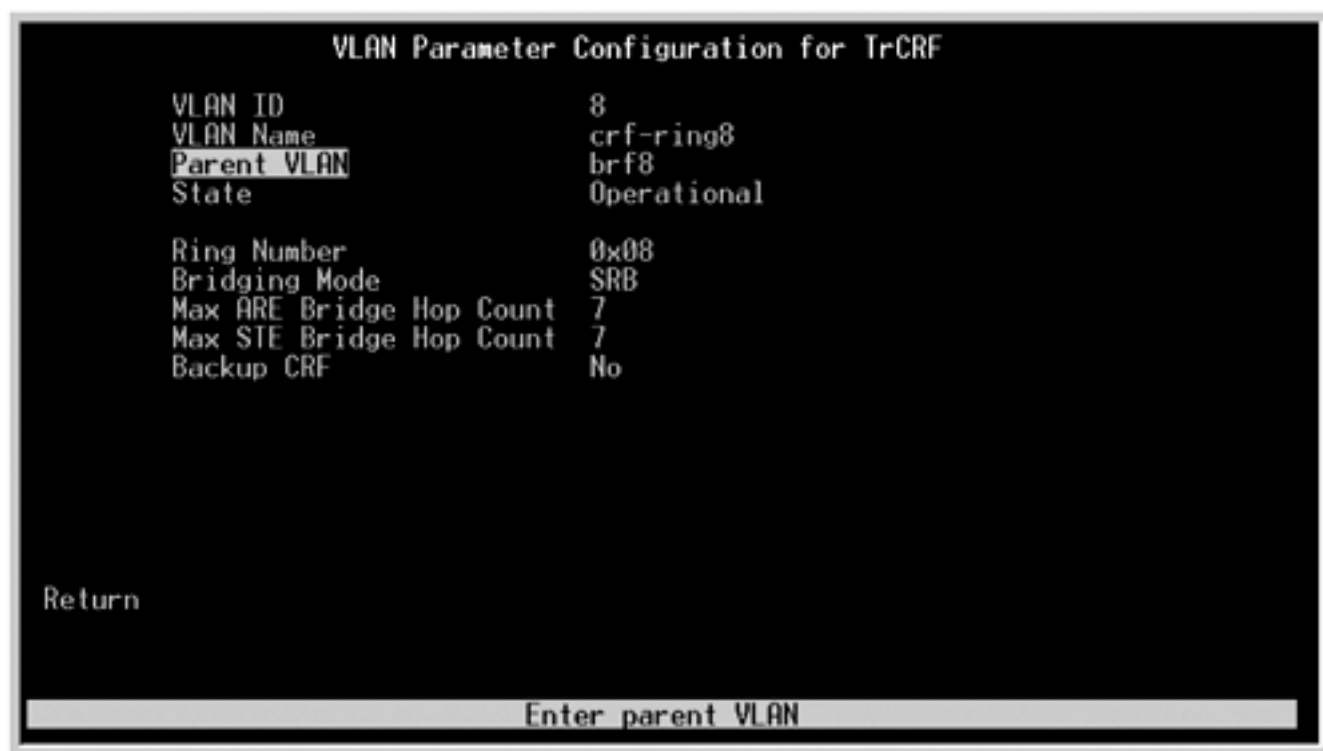 VLAN Parameter Configuration for TrCRF
VLAN ID 8
VLAN Name crf-ring8
Parent VLAN brf8
State Operational
Ring Number 0x08
Bridging Mode SRB
Max ARE Bridge Hop Count 7
Max STE Bridge Hop Count 7
Backup CRF No
Return
Enter parent VLAN